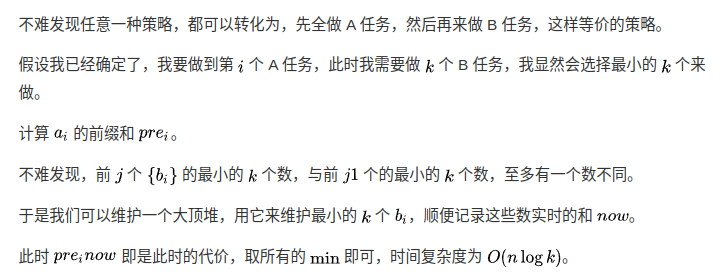 不难发现任意一种策略，都可以转化为，先全做 A 任务，然后再来做 B 任务，这样等价的策略。
假设我已经确定了，我要做到第 i 个 A 任务，此时我需要做 k 个 B 任务，我显然会选择最小的 k 个来
做。
计算 a_i 的前缀和 pre_i。
不难发现，前 j 个 {b_i} 的最小的 k 个数，与前 j1 个的最小的 k 个数，至多有一个数不同。
于是我们可以维护一个大顶堆，用它来维护最小的 k 个 b_i，顺便记录这些数实时的和 now。
此时 pre_i now 即是此时的代价，取所有的 min 即可，时间复杂度为 O(n log k)。